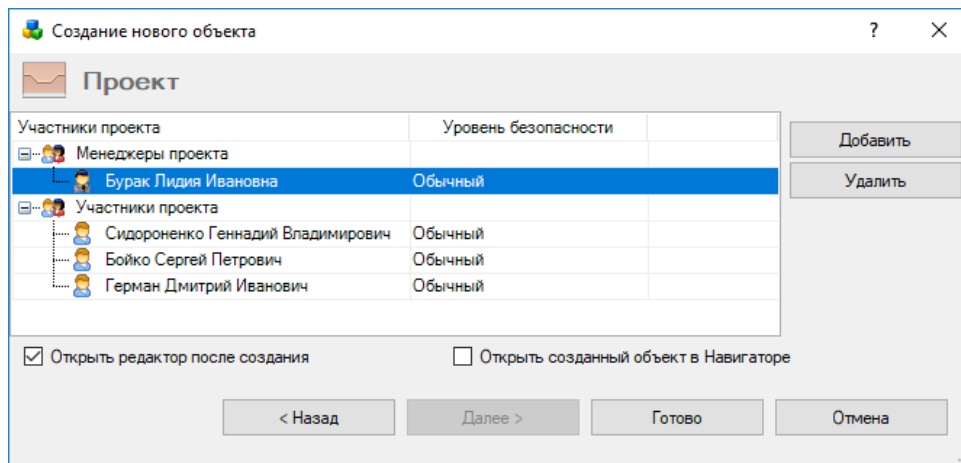 Создание нового объекта ?
Проект
Участники проекта Уровень безопасности
Добавить
Менеджеры проекта
Бурак Лидия Ивановна Обычный
Удалить
Участники проекта
Сидороненко Геннадий Владимирович Обычный
Бойко Сергей Петрович Обычный
Герман Дмитрий Иванович Обычный
Открыть редактор после создания Открыть созданный объект в Навигаторе
< Назад Далее > Готово Отмена